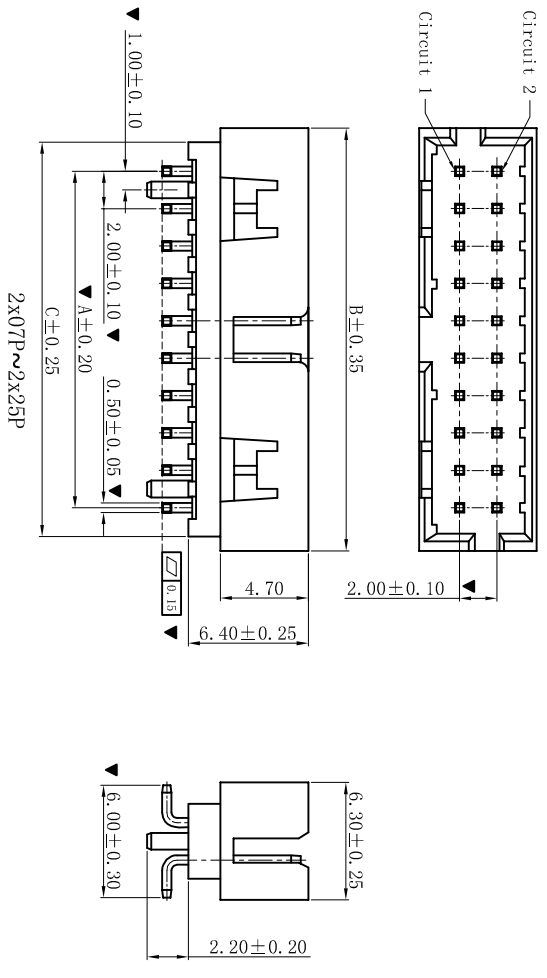 Circuit 1
Circuit 2
▼ 1.00±0.10
2.00±0.10 ▼
▼ A±0.20
C±0.25
0.50±0.05 ▼
2x07P~2x25P
B±0.35
2.00±0.10
▼
4.70
6.40±0.25
0.15
▼
▼ 6.00±0.30
6.30±0.25
2.20±0.20